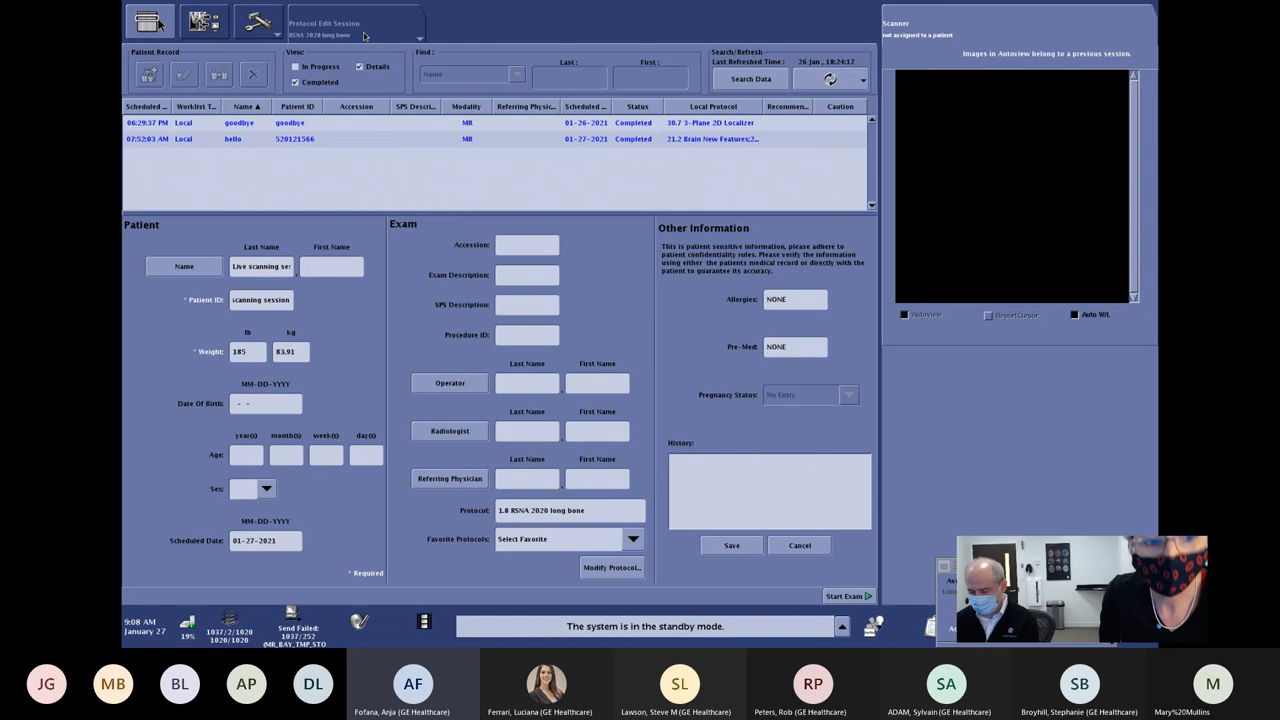 Protocol Edit Session
RSNA 2020 long bone
Scanner
not assigned to a patient
Images in Autoview belong to a previous session.
Patient Record
View:
In Progress
Details
Completed
Find :
Name
Last :
First :
Search/Refresh
Last Refreshed Time :
26 Jan , 18:24:17
Search Data
Scheduled ... Worklist T... Name ▲ Patient ID Accession SPS Descri... Modality Referring Physic... Scheduled ... Status Local Protocol Recommen... Caution
06:29:37 PM Local goodbye goodbye MR 01-26-2021 Completed 30.7 3-Plane 2D Localizer
07:52:03 AM Local hello 520121566 MR 01-27-2021 Completed 21.2 Brain New Features;2...
Autoview
ReportCursor
Auto W/L
Patient
Last Name First Name
Name
Live scanning se
,
* Patient ID:
scanning session
lb kg
* Weight:
185
83.91
MM-DD-YYYY
Date Of Birth:
- -
year(s) month(s) week(s) day(s)
Age:
Sex:
MM-DD-YYYY
Scheduled Date:
01-27-2021
* Required
Exam
Accession:
Exam Description:
SPS Description:
Procedure ID:
Last Name First Name
Operator
,
Last Name First Name
Radiologist
,
Last Name First Name
Referring Physician
,
Protocol:
1.8 RSNA 2020 long bone
Favorite Protocols:
Select Favorite
Modify Protocol...
Other Information
This is patient sensitive information, please adhere to
patient confidentiality rules. Please verify the information
using either the patients medical record or directly with the
patient to guarantee its accuracy.
Allergies:
NONE
Pre-Med:
NONE
Pregnancy Status:
No Entry
History:
Save
Cancel
Start Exam
9:08 AM
January 27
19%
1037/2/1020
1020/1020
Send Failed:
1037/252
(MR_BAY_TMP_STO
The system is in the standby mode.
JG
MB
BL
AP
DL
AF
Fofana, Anja (GE Healthcare)
Ferrari, Luciana (GE Healthcare)
SL
Lawson, Steve M (GE Healthcare)
RP
Peters, Rob (GE Healthcare)
SA
ADAM, Sylvain (GE Healthcare)
SB
Broyhill, Stephanie (GE Healthcare)
M
Mary%20Mullins